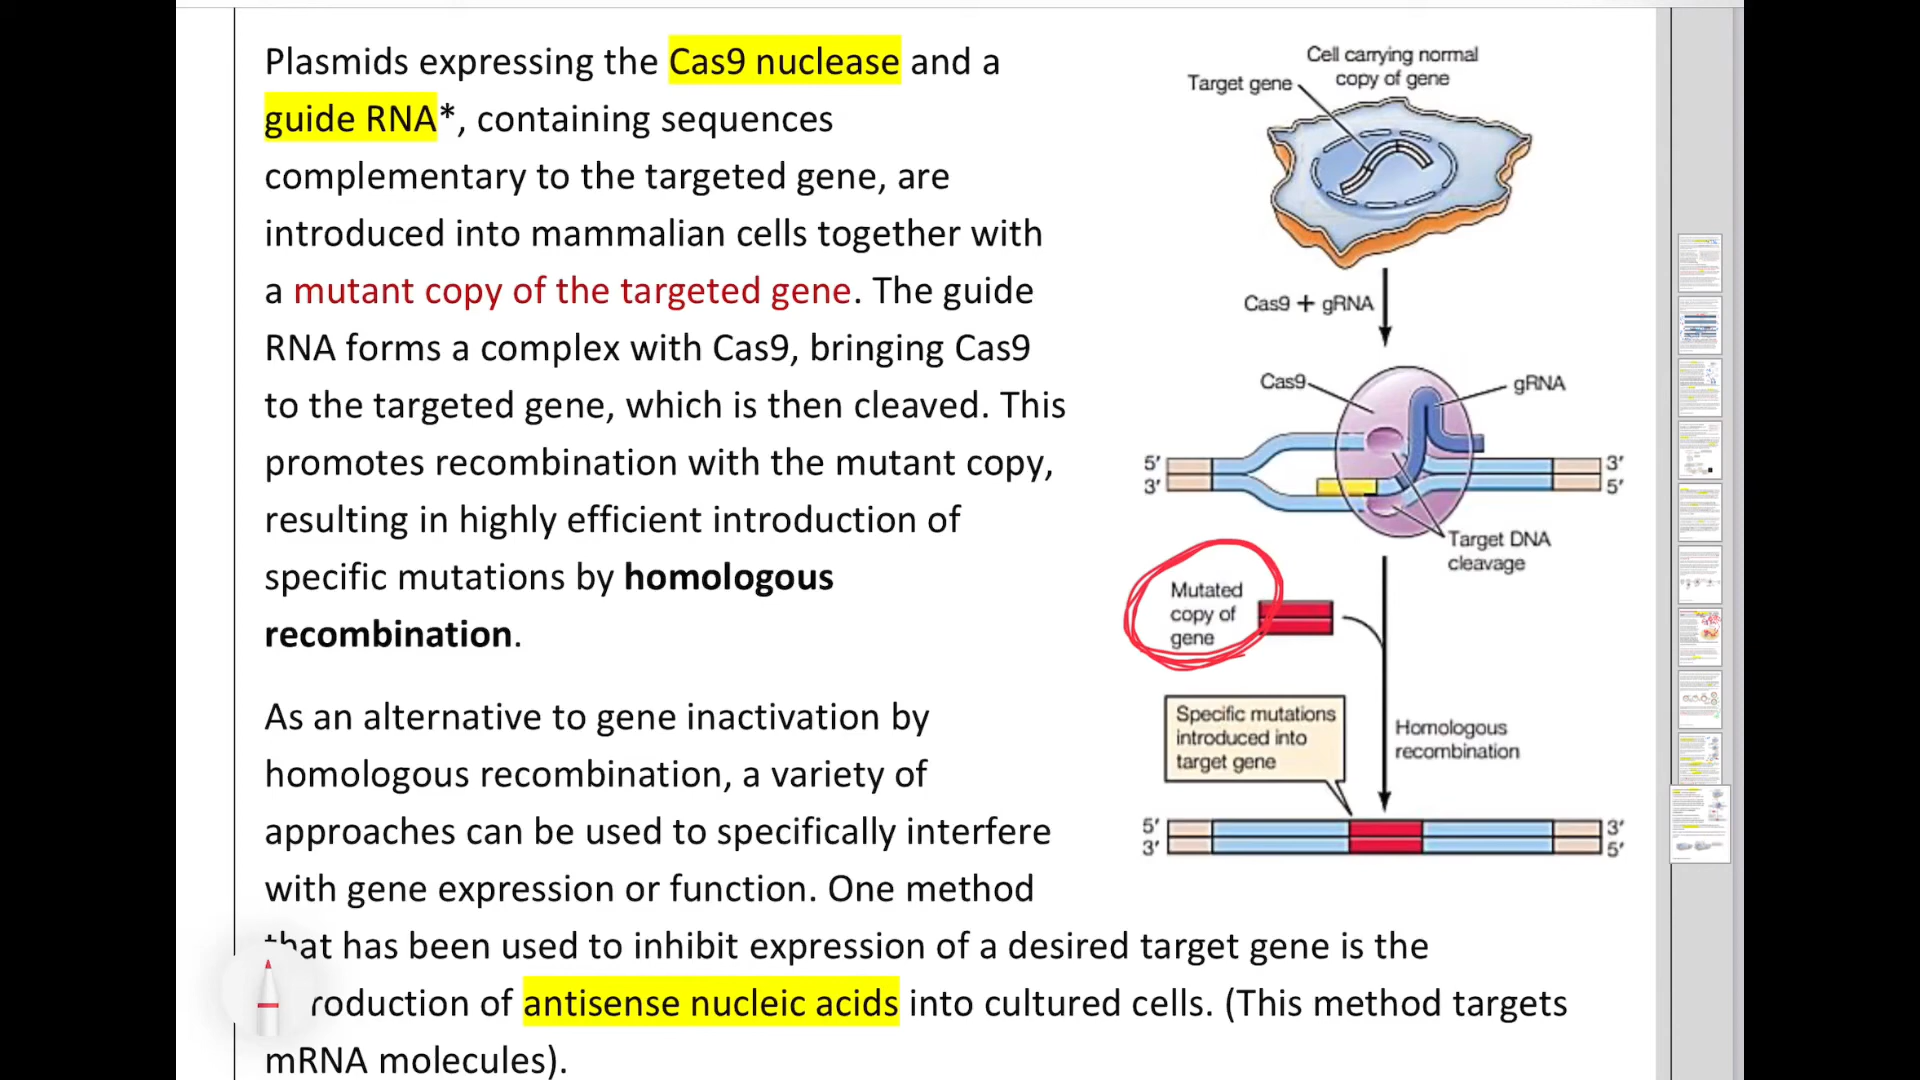 Plasmids expressing the Cas9 nuclease and a
guide RNA*, containing sequences
complementary to the targeted gene, are
introduced into mammalian cells together with
a mutant copy of the targeted gene. The guide
RNA forms a complex with Cas9, bringing Cas9
to the targeted gene, which is then cleaved. This
promotes recombination with the mutant copy,
resulting in highly efficient introduction of
specific mutations by homologous
recombination.
As an alternative to gene inactivation by
homologous recombination, a variety of
approaches can be used to specifically interfere
with gene expression or function. One method
that has been used to inhibit expression of a desired target gene is the
roduction of antisense nucleic acids into cultured cells. (This method targets
mRNA molecules).
Cell carrying normal
copy of gene
Target gene
Cas9 + gRNA
Cas9
gRNA
5′ 3′
3′ 5′
Target DNA
cleavage
Mutated
copy of
gene
Specific mutations
introduced into
target gene
Homologous
recombination
5′ 3′
3′ 5′